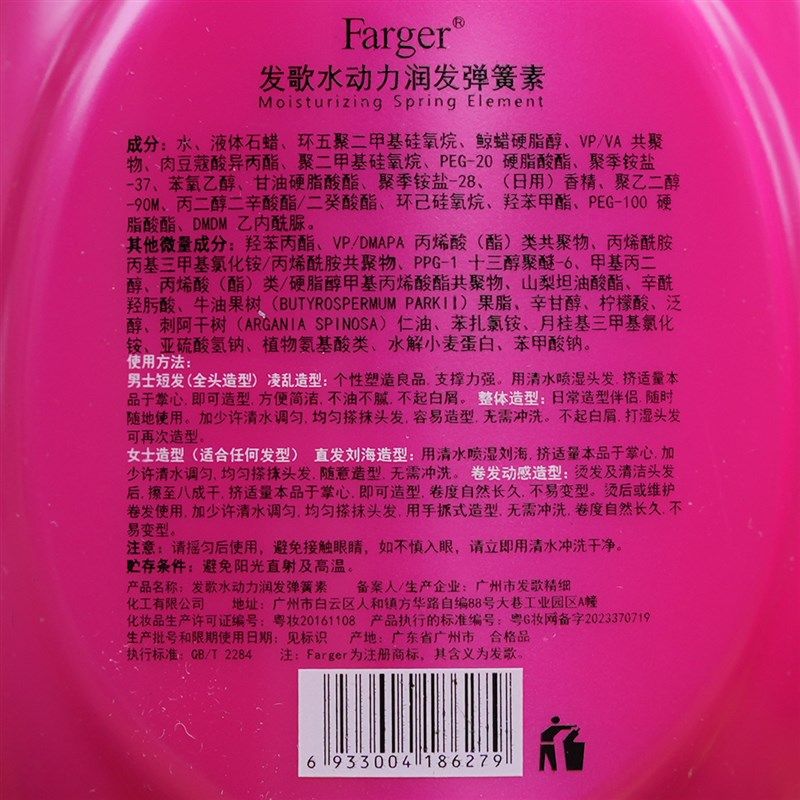 Farger®
发歌水动力润发弹簧素
Moisturizing Spring Element
成分：水、液体石蜡、环五聚二甲基硅氧烷、鲸蜡硬脂醇、VP/VA 共聚
物、肉豆蔻酸异丙酯、聚二甲基硅氧烷、PEG-20 硬脂酸酯、聚季铵盐
-37、苯氧乙醇、甘油硬脂酸酯、聚季铵盐-28、（日用）香精、聚乙二醇
-90M、丙二醇二辛酸酯/二癸酸酯、环己硅氧烷、羟苯甲酯、PEG-100 硬
脂酸酯、DMDM 乙内酰脲。
其他微量成分：羟苯丙酯、VP/DMAPA 丙烯酸（酯）类共聚物、丙烯酰胺
丙基三甲基氯化铵/丙烯酰胺共聚物、PPG-1 十三醇聚醚-6、甲基丙二
醇、丙烯酸（酯）类/硬脂醇甲基丙烯酸酯共聚物、山梨坦油酸酯、辛酰
羟肟酸、牛油果树（BUTYROSPERMUM PARKII）果脂、辛甘醇、柠檬酸、泛
醇、刺阿干树（ARGANIA SPINOSA）仁油、苯扎氯铵、月桂基三甲基氯化
铵、亚硫酸氢钠、植物氨基酸类、水解小麦蛋白、苯甲酸钠。
使用方法：
男士短发(全头造型) 凌乱造型：个性塑造良品,支撑力强。用清水喷湿头发,挤适量本
品于掌心,即可造型,方便简洁,不油不腻,不起白屑。整体造型：日常造型伴侣,随时
随地使用。加少许清水调匀,均匀搽抹头发,容易造型,无需冲洗。不起白屑,打湿头发
可再次造型。
女士造型（适合任何发型） 直发刘海造型：用清水喷湿刘海,挤适量本品于掌心,加
少许清水调匀,均匀搽抹头发,随意造型,无需冲洗。卷发动感造型：烫发及清洁头发
后,擦至八成干,挤适量本品于掌心,即可造型,卷度自然长久,不易变型。烫后或维护
卷发使用,加少许清水调匀,均匀搽抹头发,用手抓式造型,无需冲洗,卷度自然长久,不
易变型。
注意：请摇匀后使用，避免接触眼睛，如不慎入眼，请立即用清水冲洗干净。
贮存条件：避免阳光直射及高温。
产品名称：发歌水动力润发弹簧素 备案人/生产企业：广州市发歌精细
化工有限公司 地址：广州市白云区人和镇方华路自编88号大巷工业园区A幢
化妆品生产许可证编号：粤妆20161108 产品执行的标准编号：粤G妆网备字2023370719
生产批号和限期使用日期：见标识 产地：广东省广州市 合格品
执行标准：GB/T 2284 注：Farger为注册商标，其含义为发歌。
6 933004 186279